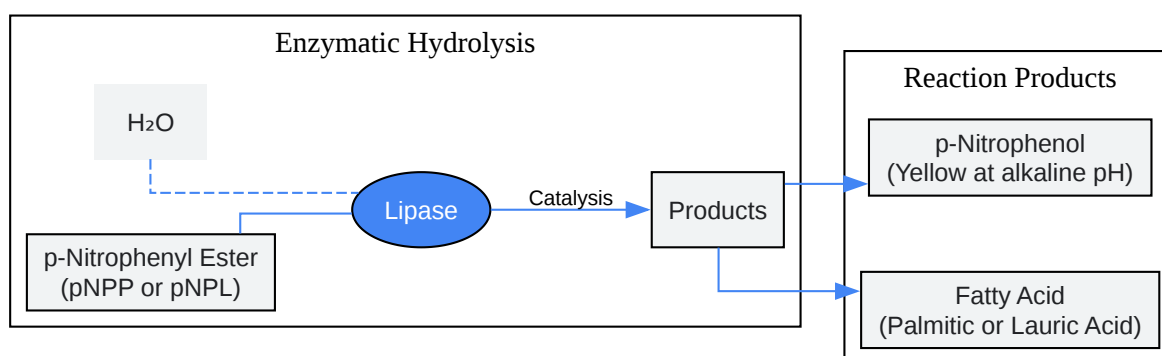 Enzymatic Hydrolysis
H₂O
p-Nitrophenyl Ester
(pNPP or pNPL)
Lipase
Catalysis
Products
Reaction Products
p-Nitrophenol
(Yellow at alkaline pH)
Fatty Acid
(Palmitic or Lauric Acid)